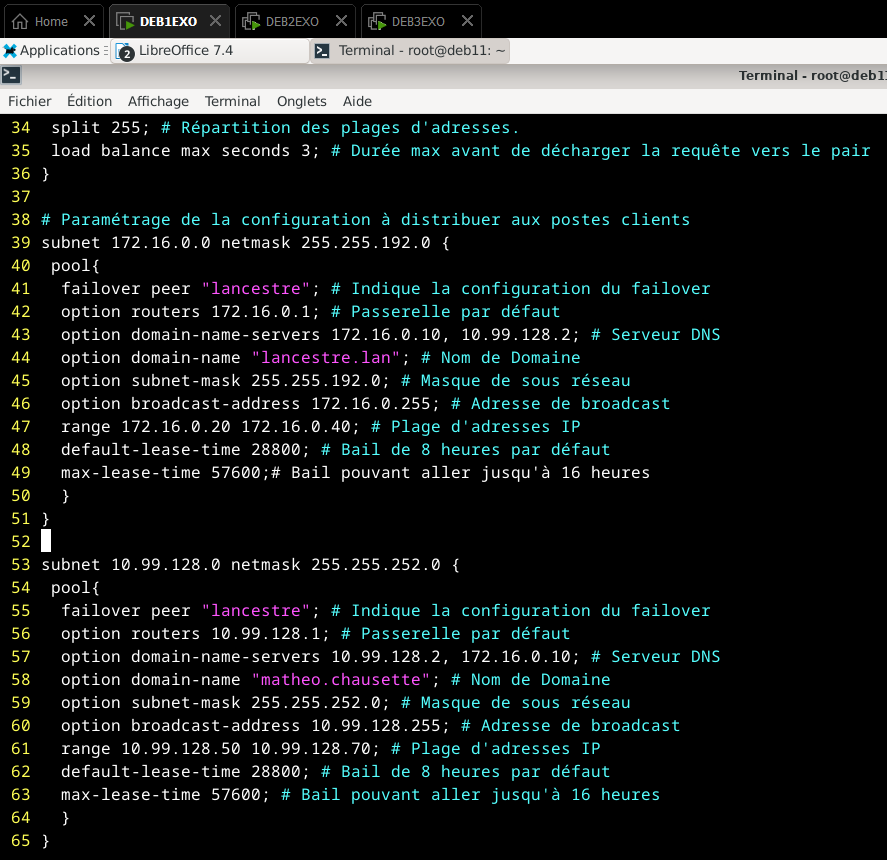 Home
DEB1EXO
DEB2EXO
DEB3EXO
Applications
2
LibreOffice 7.4
Terminal - root@deb11: ~
Terminal - root@deb11
Fichier Édition Affichage Terminal Onglets Aide
34 split 255; # Répartition des plages d'adresses.
35 load balance max seconds 3; # Durée max avant de décharger la requête vers le pair
36 }
37
38 # Paramétrage de la configuration à distribuer aux postes clients
39 subnet 172.16.0.0 netmask 255.255.192.0 {
40 pool{
41 failover peer "lancestre"; # Indique la configuration du failover
42 option routers 172.16.0.1; # Passerelle par défaut
43 option domain-name-servers 172.16.0.10, 10.99.128.2; # Serveur DNS
44 option domain-name "lancestre.lan"; # Nom de Domaine
45 option subnet-mask 255.255.192.0; # Masque de sous réseau
46 option broadcast-address 172.16.0.255; # Adresse de broadcast
47 range 172.16.0.20 172.16.0.40; # Plage d'adresses IP
48 default-lease-time 28800; # Bail de 8 heures par défaut
49 max-lease-time 57600;# Bail pouvant aller jusqu'à 16 heures
50 }
51 }
52
53 subnet 10.99.128.0 netmask 255.255.252.0 {
54 pool{
55 failover peer "lancestre"; # Indique la configuration du failover
56 option routers 10.99.128.1; # Passerelle par défaut
57 option domain-name-servers 10.99.128.2, 172.16.0.10; # Serveur DNS
58 option domain-name "matheo.chausette"; # Nom de Domaine
59 option subnet-mask 255.255.252.0; # Masque de sous réseau
60 option broadcast-address 10.99.128.255; # Adresse de broadcast
61 range 10.99.128.50 10.99.128.70; # Plage d'adresses IP
62 default-lease-time 28800; # Bail de 8 heures par défaut
63 max-lease-time 57600; # Bail pouvant aller jusqu'à 16 heures
64 }
65 }